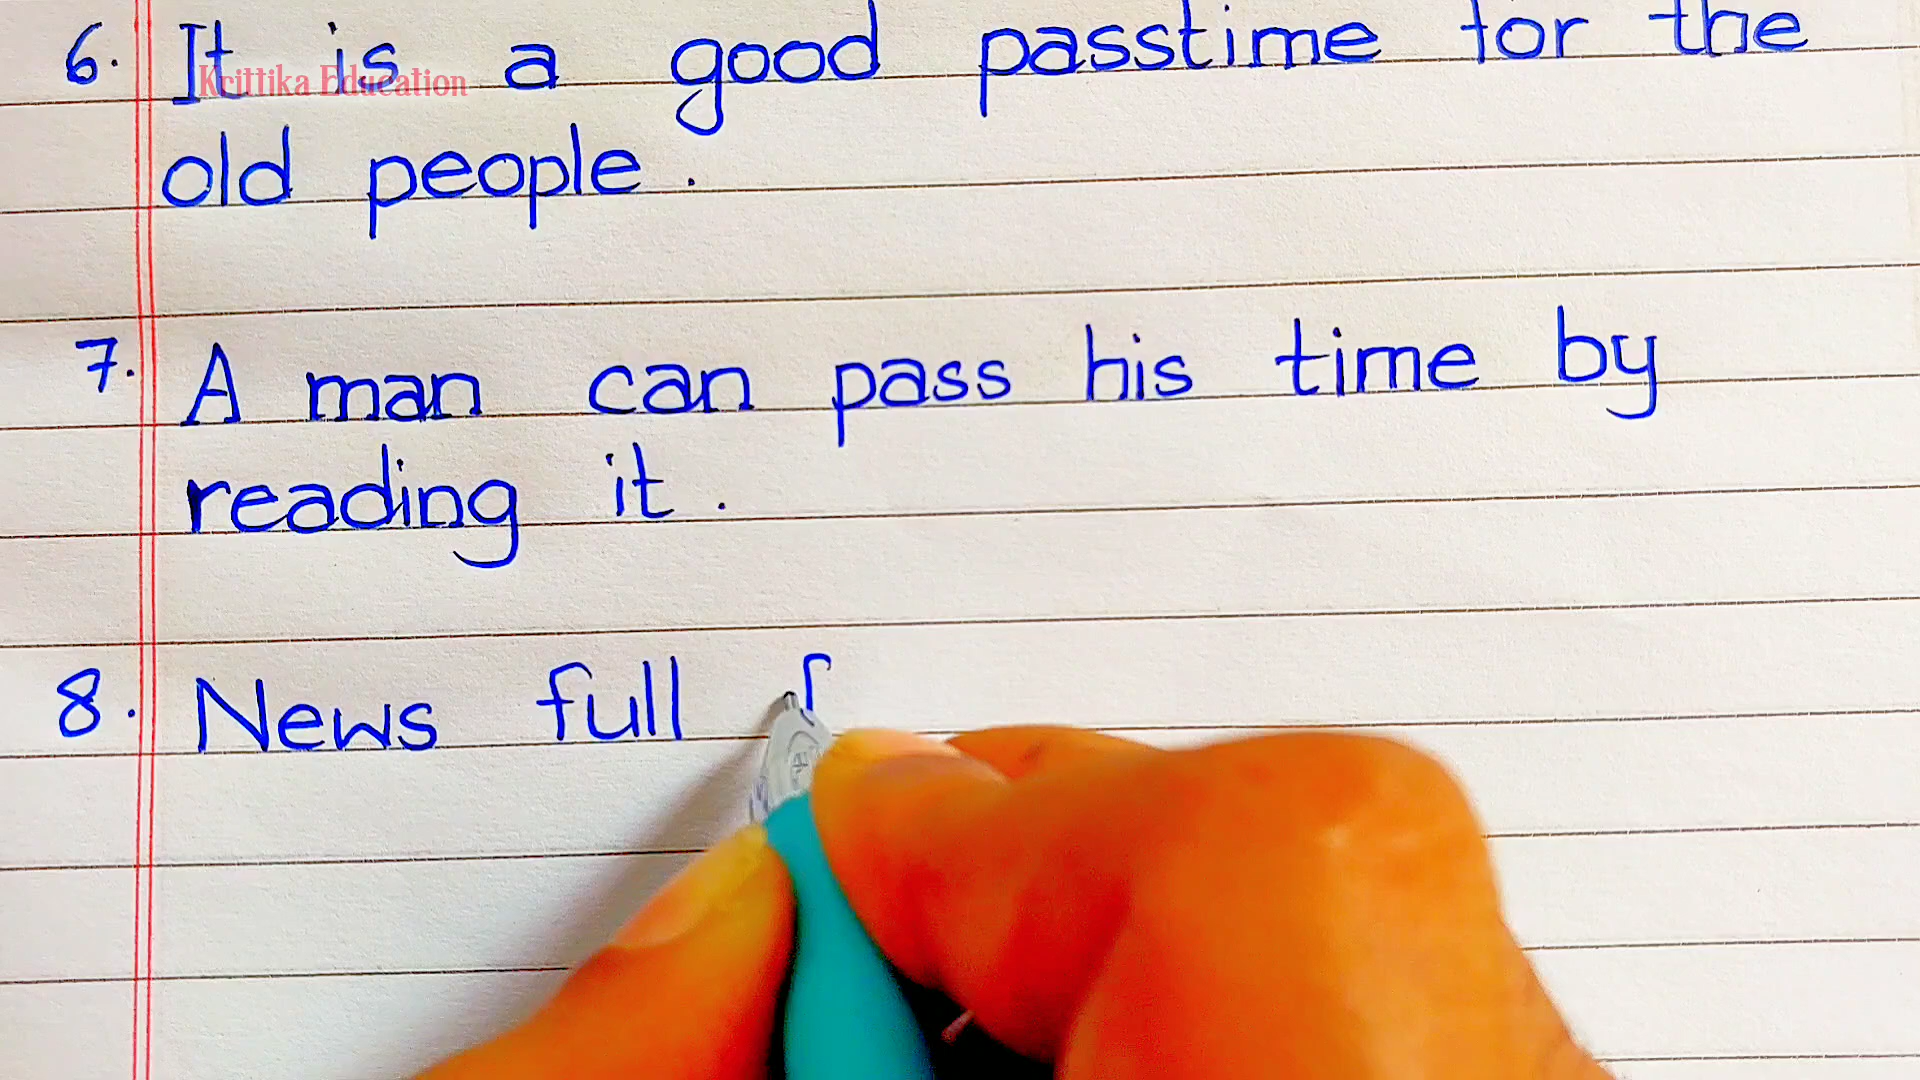 6. It is a good passtime for the
Krittika Education
old people.
7. A man can pass his time by
reading it.
8. News full